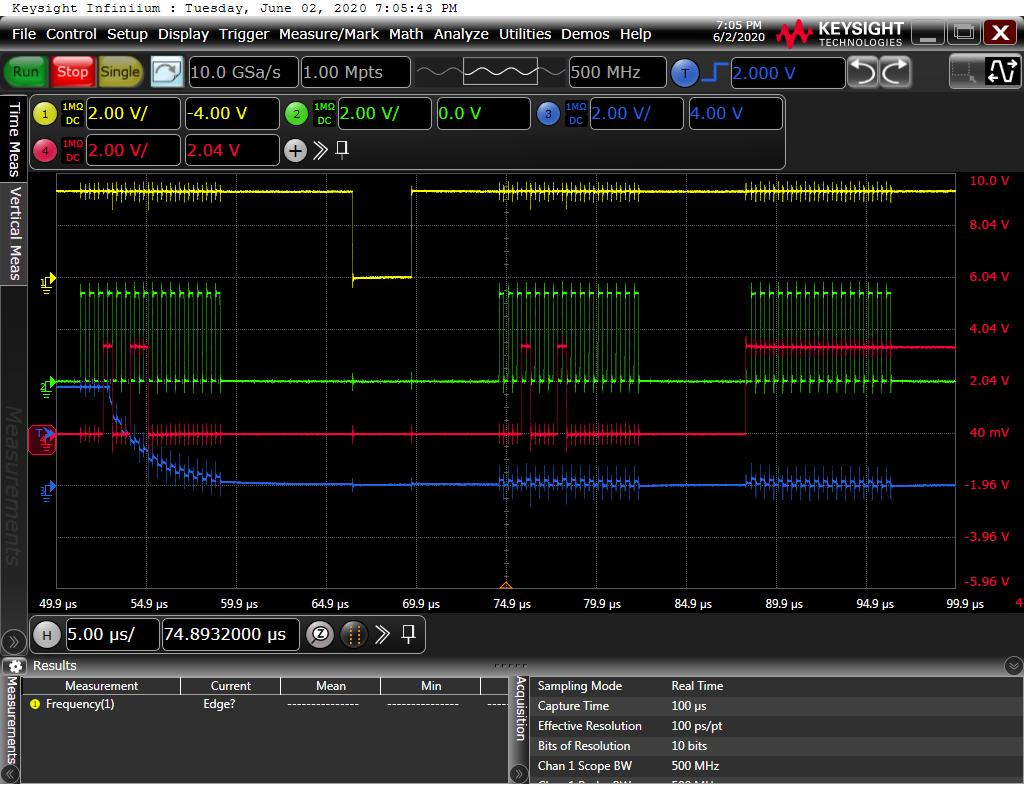 Keysight Infiniium : Tuesday, June 02, 2020 7:05:43 PM
File Control Setup Display Trigger Measure/Mark Math Analyze Utilities Demos Help
7:05 PM
6/2/2020
KEYSIGHT
TECHNOLOGIES
X
Run Stop Single 10.0 GSa/s 1.00 Mpts 500 MHz T 2.000 V
1 1MΩ DC 2.00 V/ -4.00 V 2 1MΩ DC 2.00 V/ 0.0 V 3 1MΩ DC 2.00 V/ 4.00 V
4 1MΩ DC 2.00 V/ 2.04 V +
Time Meas
Vertical Meas
Measurements
10.0 V
8.04 V
6.04 V
4.04 V
2.04 V
40 mV
-1.96 V
-3.96 V
-5.96 V
1
2
T
3
49.9 µs 54.9 µs 59.9 µs 64.9 µs 69.9 µs 74.9 µs 79.9 µs 84.9 µs 89.9 µs 94.9 µs 99.9 µs 4
H 5.00 µs/ 74.8932000 µs
Results
Measurements
Measurement Current Mean Min
1 Frequency(1) Edge? -------------- -------------- ----
Acquisition
Sampling Mode Real Time
Capture Time 100 µs
Effective Resolution 100 ps/pt
Bits of Resolution 10 bits
Chan 1 Scope BW 500 MHz